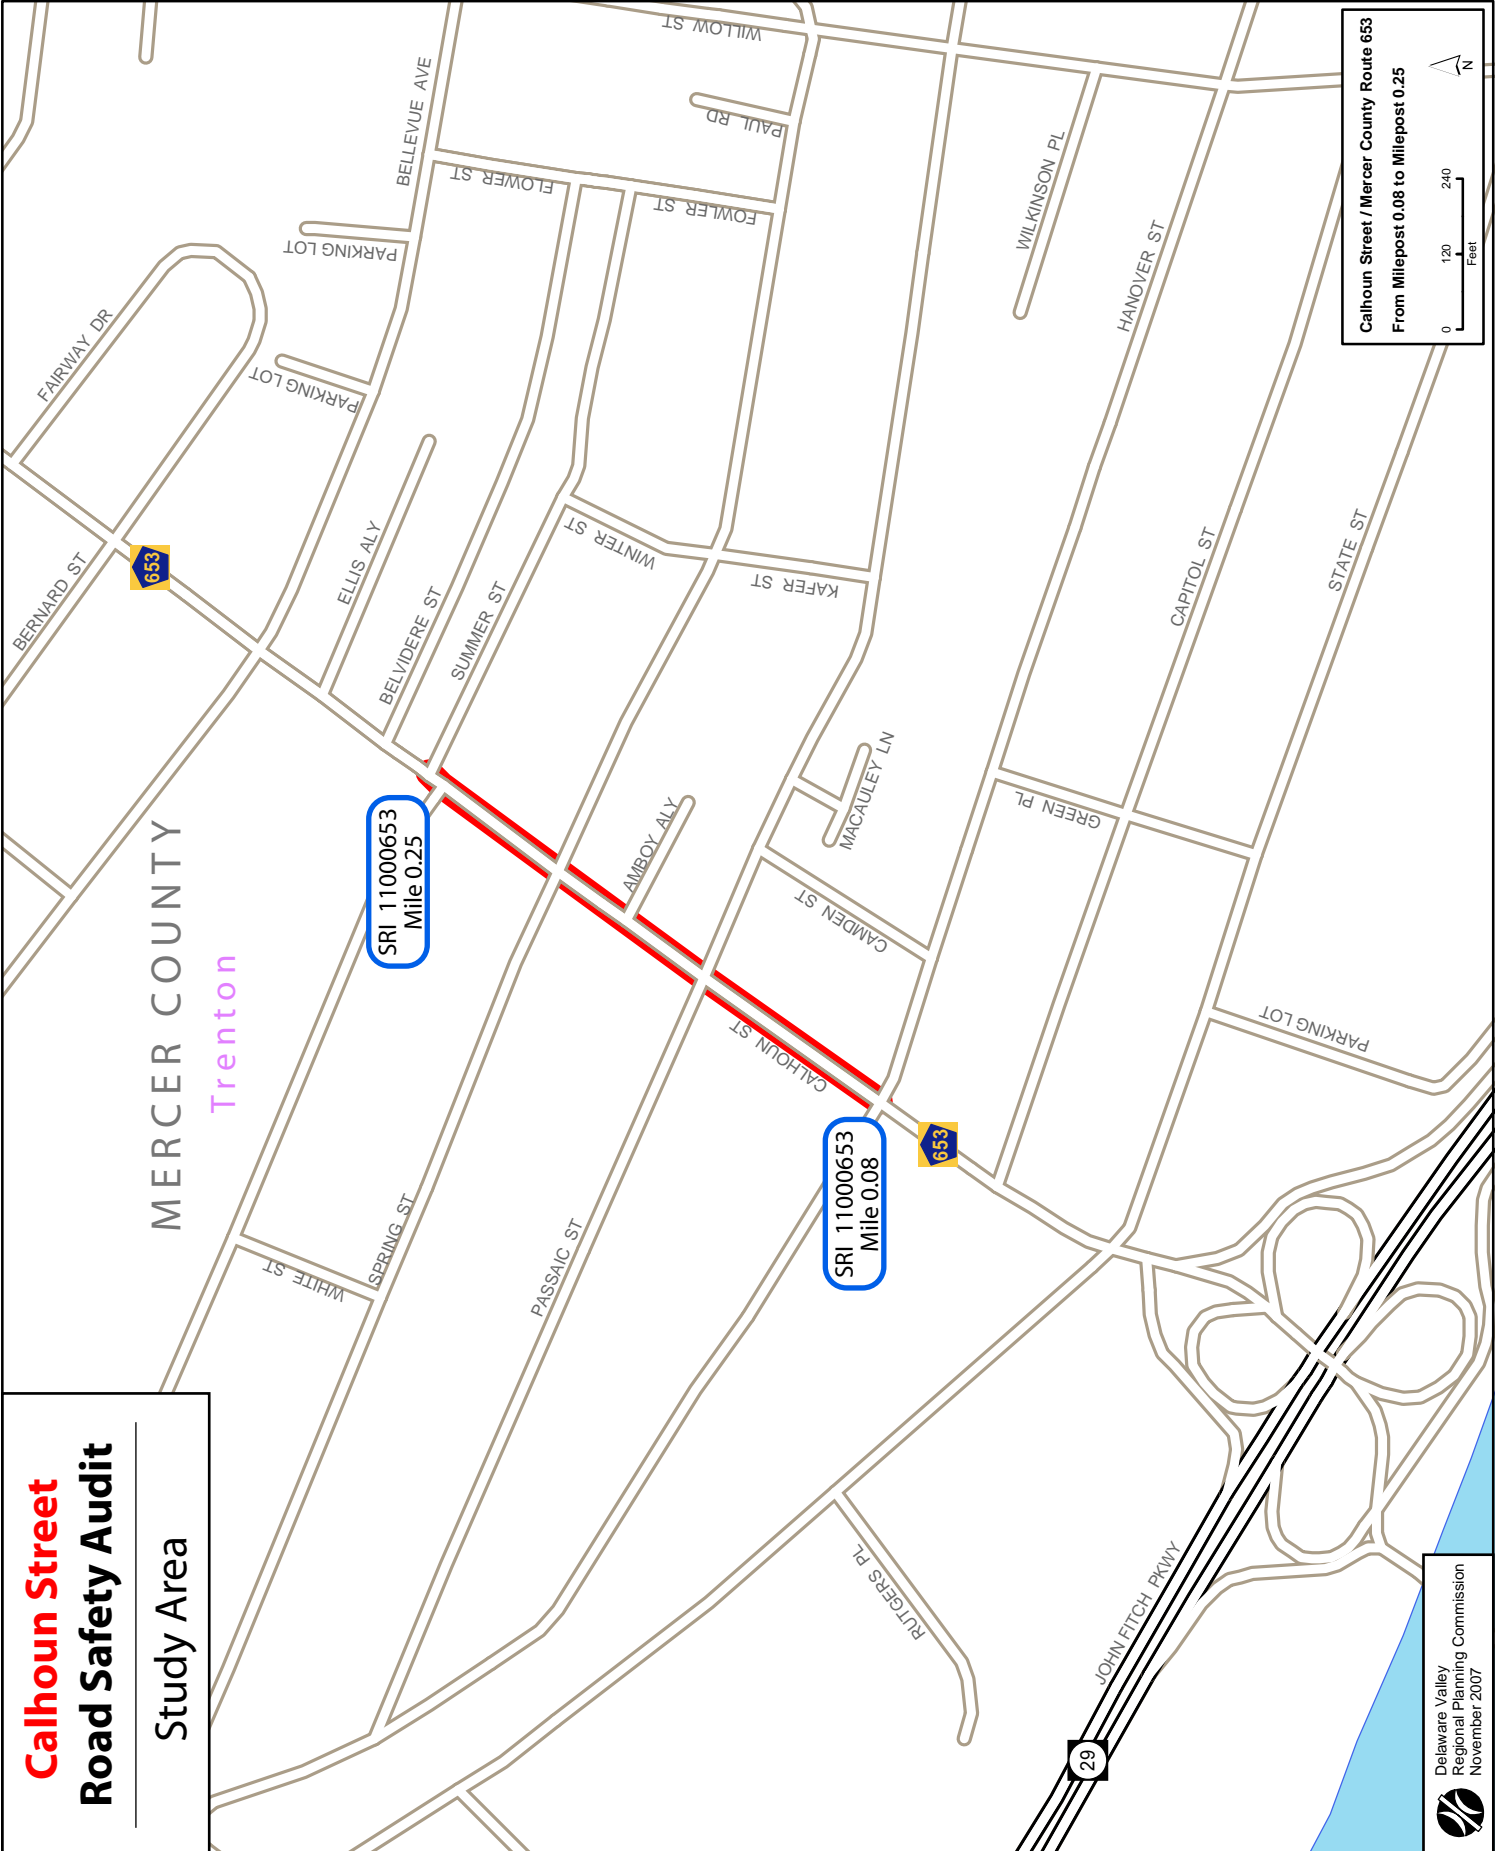 Calhoun Street
Road Safety Audit
Study Area
MERCER COUNTY
Trenton
SRI 11000653
Mile 0.25
SRI 11000653
Mile 0.08
653
653
29
BERNARD ST
FAIRWAY DR
PARKING LOT
PARKING LOT
BELLEVUE AVE
ELLIS ALY
BELVIDERE ST
SUMMER ST
FLOWER ST
FOWLER ST
WILLOW ST
PAUL RD
WINTER ST
KAFER ST
WILKINSON PL
HANOVER ST
CAPITOL ST
STATE ST
AMBOY ALY
MACAULEY LN
GREEN PL
CAMDEN ST
CALHOUN ST
PARKING LOT
WHITE ST
SPRING ST
PASSAIC ST
RUTGERS PL
JOHN FITCH PKWY
Calhoun Street / Mercer County Route 653
From Milepost 0.08 to Milepost 0.25
0 120 240
Feet
N
Delaware Valley
Regional Planning Commission
November 2007